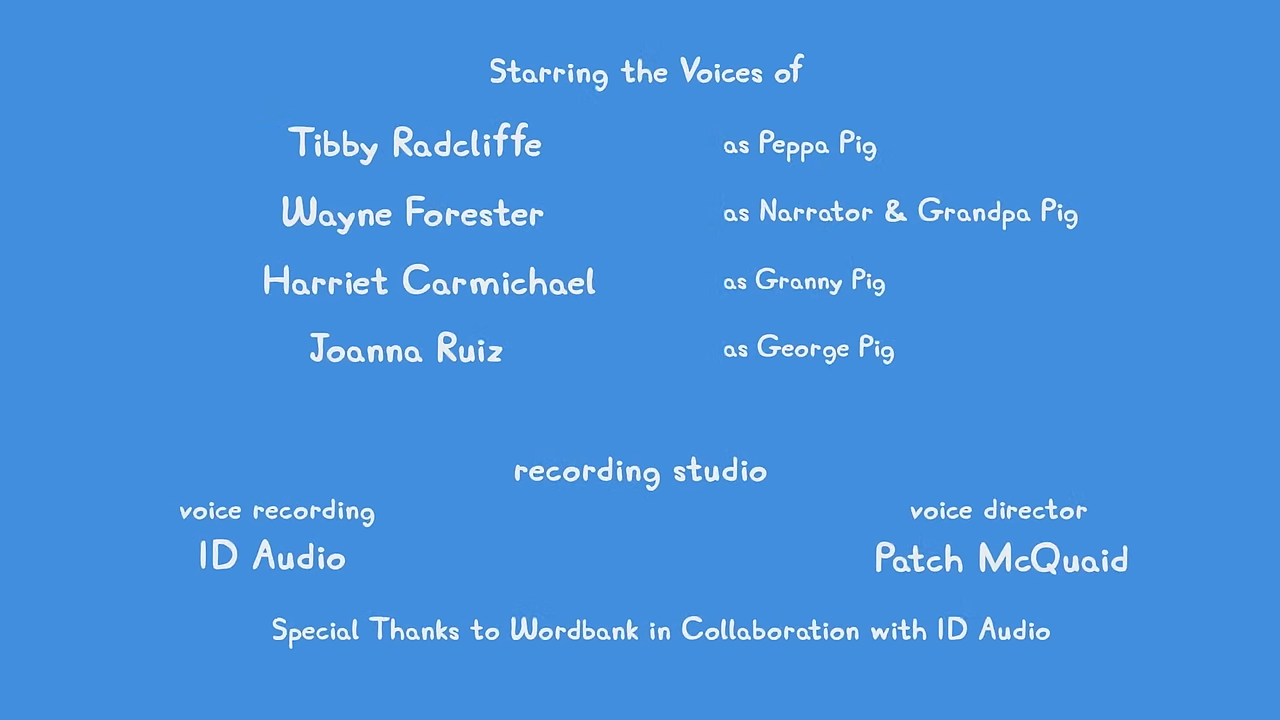 Starring the Voices of
Tibby Radcliffe as Peppa Pig
Wayne Forester as Narrator & Grandpa Pig
Harriet Carmichael as Granny Pig
Joanna Ruiz as George Pig
recording studio
voice recording voice director
ID Audio Patch McQuaid
Special Thanks to Wordbank in Collaboration with ID Audio